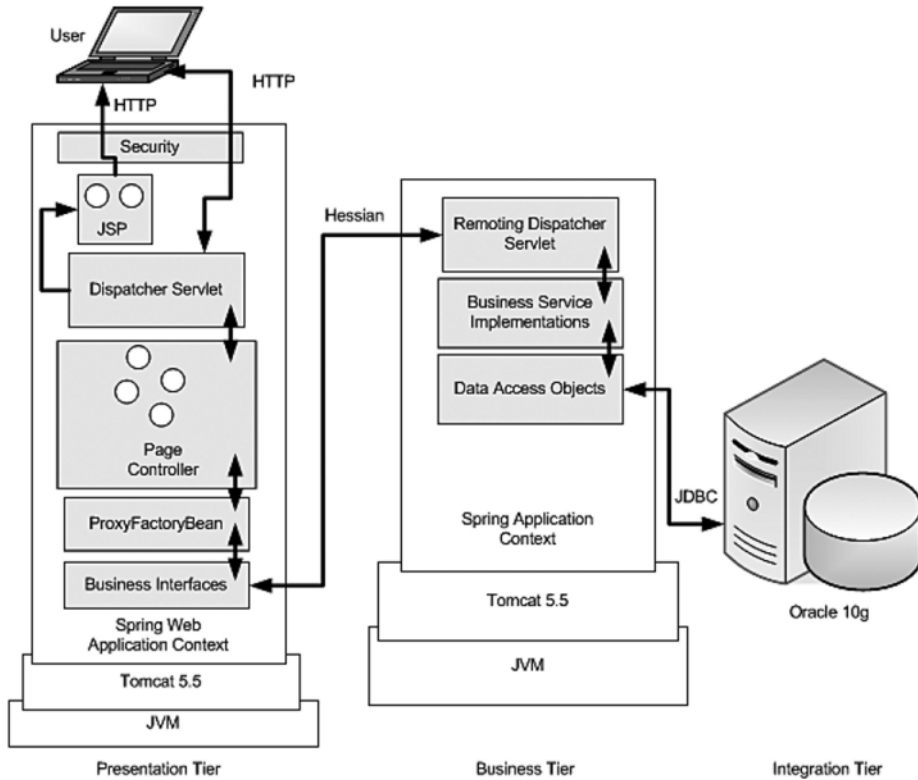 User
HTTP
HTTP
Security
JSP
Dispatcher Servlet
Page
Controller
ProxyFactoryBean
Business Interfaces
Spring Web
Application Context
Tomcat 5.5
JVM
Presentation Tier
Hessian
Remoting Dispatcher
Servlet
Business Service
Implementations
Data Access Objects
Spring Application
Context
Tomcat 5.5
JVM
Business Tier
JDBC
Oracle 10g
Integration Tier